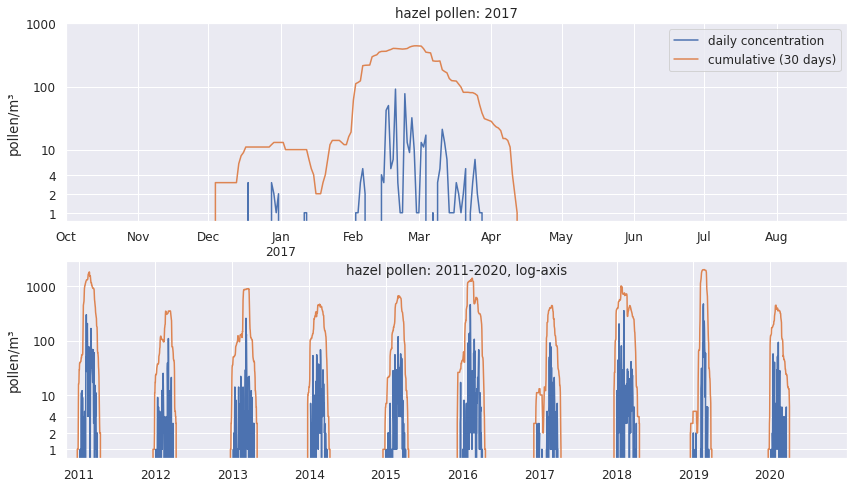 hazel pollen: 2017
pollen/m³
1000
100
10
4
2
1
daily concentration
cumulative (30 days)
Oct Nov Dec Jan Feb Mar Apr May Jun Jul Aug
2017
hazel pollen: 2011-2020, log-axis
pollen/m³
1000
100
10
4
2
1
2011 2012 2013 2014 2015 2016 2017 2018 2019 2020